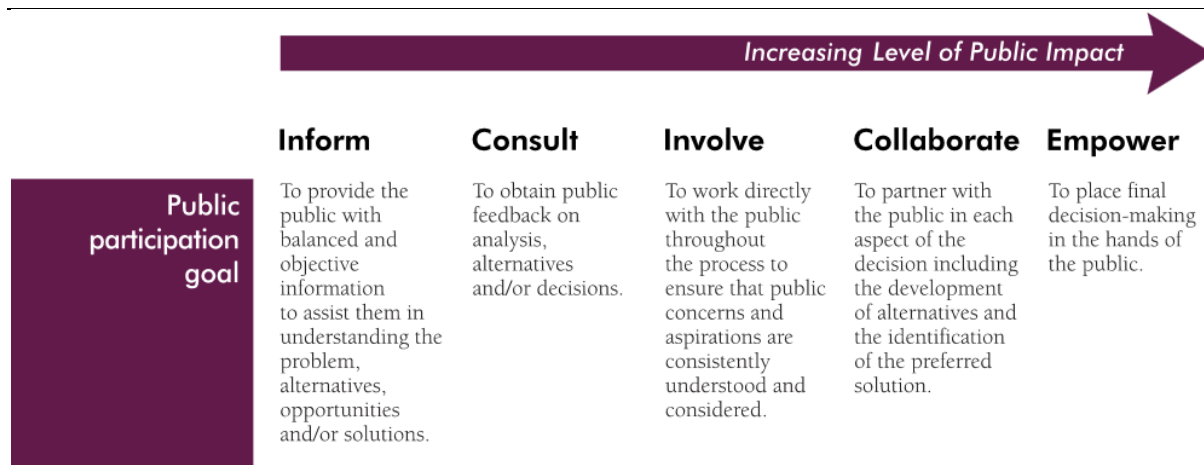 Increasing Level of Public Impact
Inform
To provide the
public with
balanced and
objective
information
to assist them in
understanding the
problem,
alternatives,
opportunities
and/or solutions.
Consult
To obtain public
feedback on
analysis,
alternatives
and/or decisions.
Involve
To work directly
with the public
throughout
the process to
ensure that public
concerns and
aspirations are
consistently
understood and
considered.
Collaborate
To partner with
the public in each
aspect of the
decision including
the development
of alternatives and
the identification
of the preferred
solution.
Empower
To place final
decision-making
in the hands of
the public.
Public
participation
goal